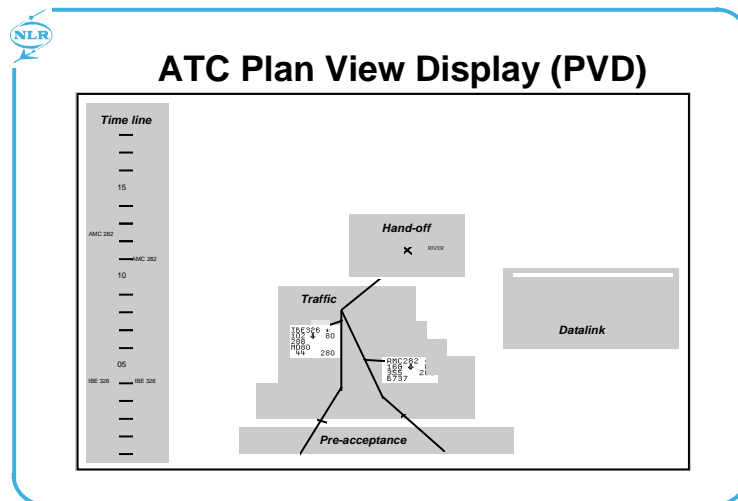 NLR
ATC Plan View Display (PVD)
Time line
15
AMC 282
AMC 282
10
05
IBE 326
IBE 326
Hand-off
RIVER
Traffic
IBE326
102 80
288
MD80
44 280
AMC282
160
355
B737
Datalink
Pre-acceptance